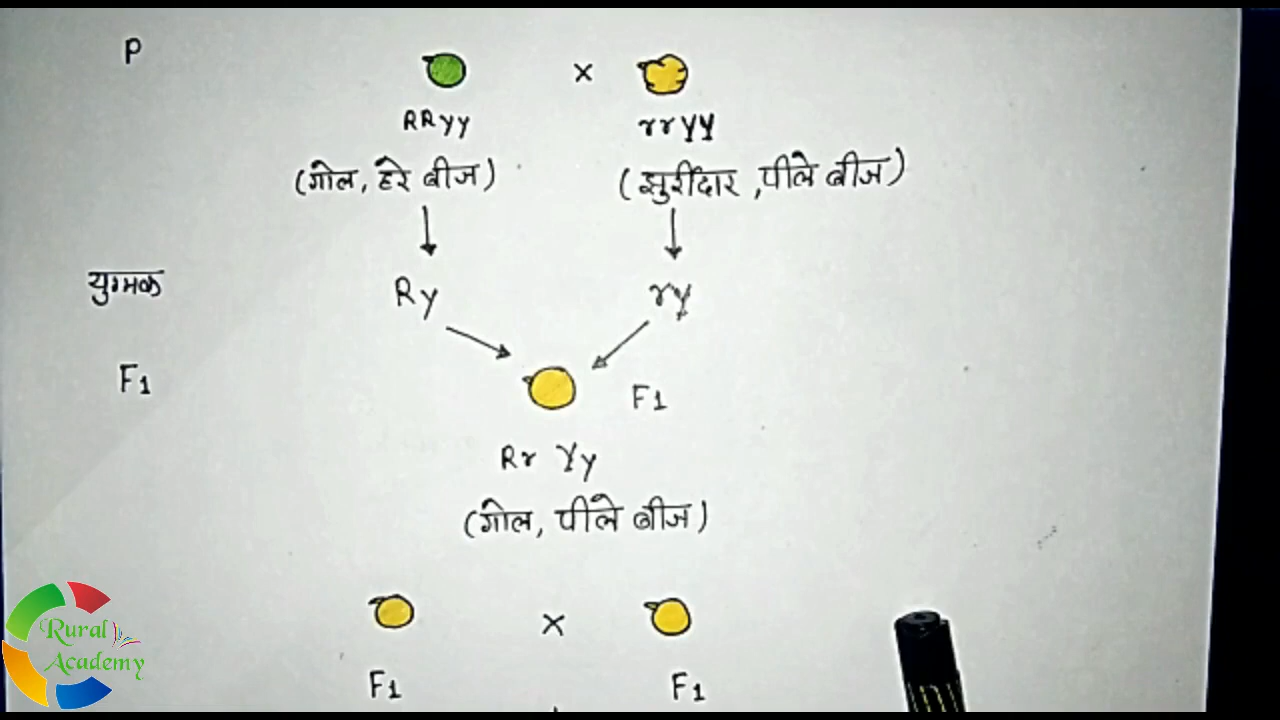 P
×
RRyy rrYY
(गोल, हरे बीज) (झुर्रीदार, पीले बीज)
युग्मक Ry rY
F1 F1
Rr Yy
(गोल, पीले बीज)
×
F1 F1
Rural
Academy